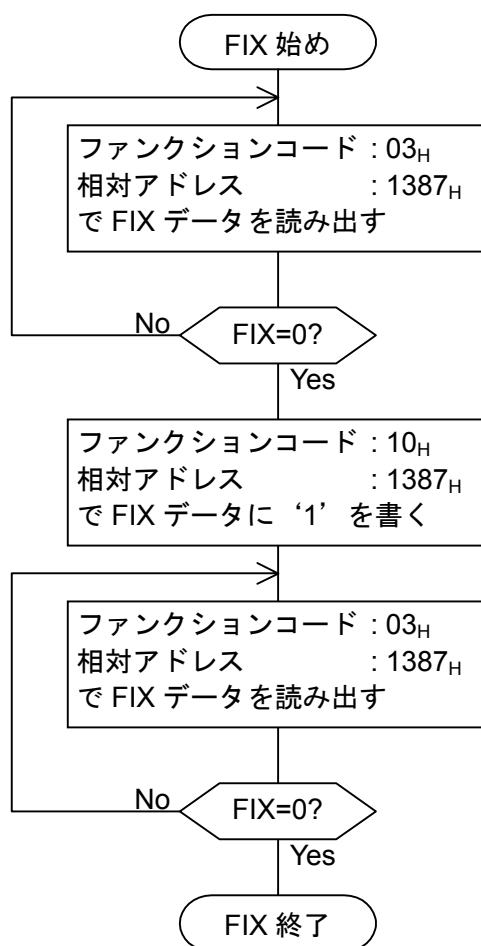 FIX 始め
ファンクションコード : 03H
相対アドレス : 1387H
で FIX データを読み出す
No
FIX=0?
Yes
ファンクションコード : 10H
相対アドレス : 1387H
で FIX データに ‘1’ を書く
ファンクションコード : 03H
相対アドレス : 1387H
で FIX データを読み出す
No
FIX=0?
Yes
FIX 終了